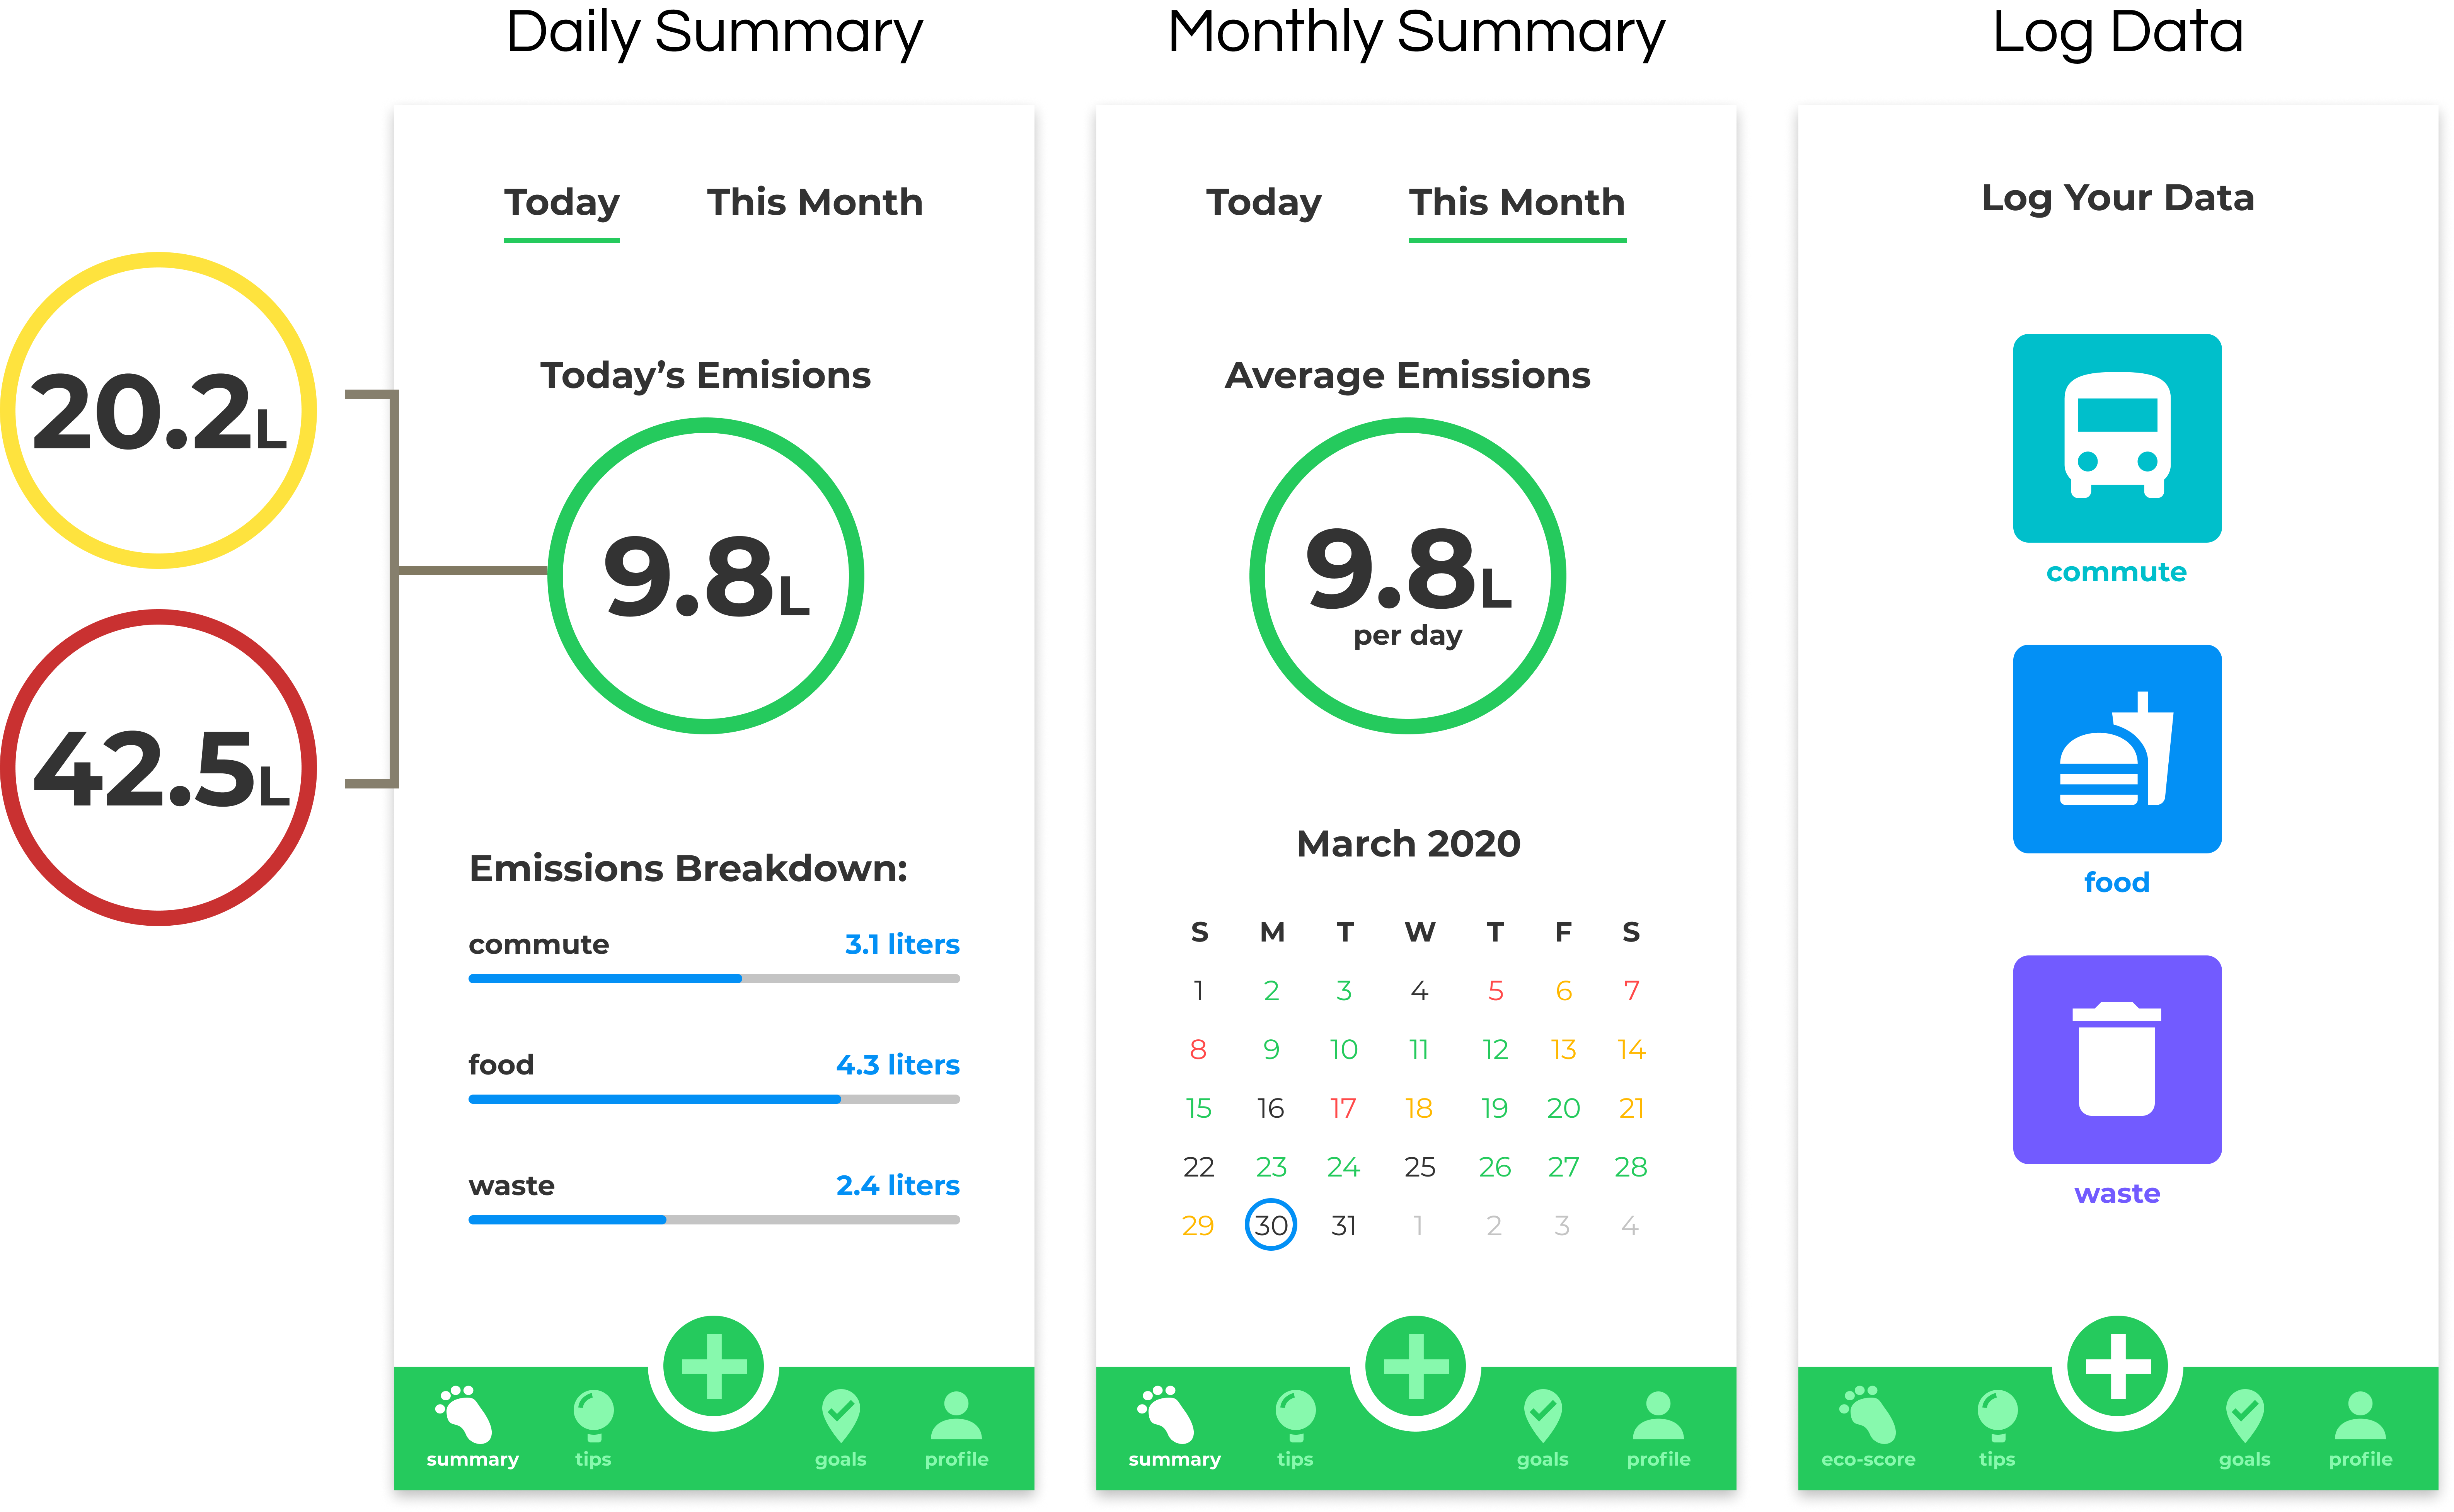 Daily Summary
Monthly Summary
Log Data
20.2L
42.5L
Today This Month
Today's Emisions
9.8L
Emissions Breakdown:
commute 3.1 liters
food 4.3 liters
waste 2.4 liters
summary tips goals profile
Today This Month
Average Emissions
9.8L
per day
March 2020
S M T W T F S
1 2 3 4 5 6 7
8 9 10 11 12 13 14
15 16 17 18 19 20 21
22 23 24 25 26 27 28
29 30 31 1 2 3 4
summary tips goals profile
Log Your Data
commute
food
waste
eco-score tips goals profile